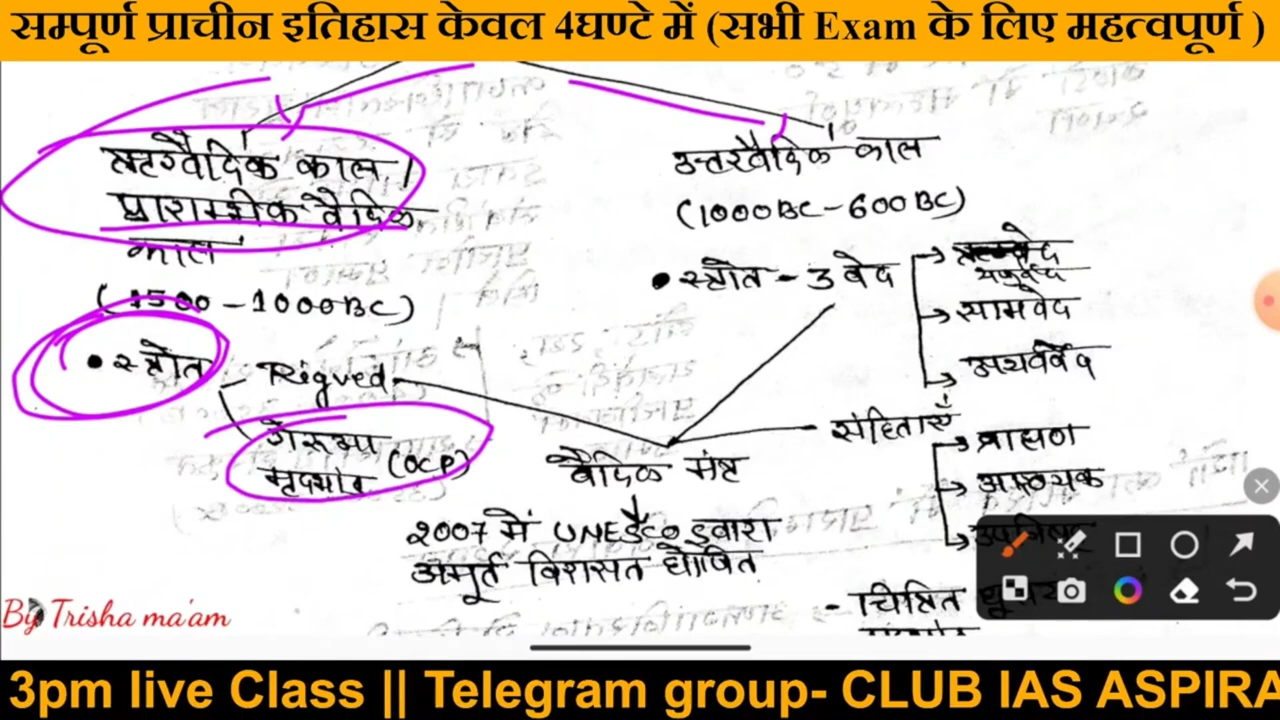 सम्पूर्ण प्राचीन इतिहास केवल 4घण्टे में (सभी Exam के लिए महत्वपूर्ण )
ऋग्वैदिक काल /
प्रारम्भीक वैदिक
काल
(1500 - 1000BC)
उत्तरवैदिक काल
(1000BC-600BC)
• स्त्रोत - 3 वेद
यजुर्वेद
सामवेद
अथर्ववेद
• स्त्रोत
Rigved
गेरूआ
मृदभांड (OCP)
संहिताएँ
ब्राह्मण
आरण्यक
वैदिक मंत्र
2007 में UNESCO द्वारा
अमूर्त विरासत घोषित
- चित्रित
By Trisha ma'am
3pm live Class || Telegram group- CLUB IAS ASPIRA